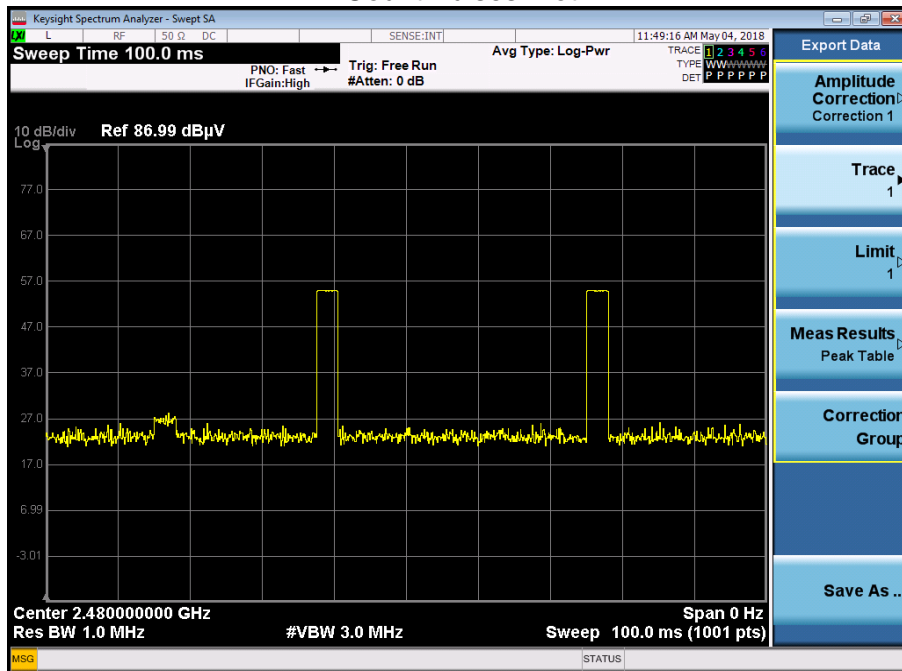 Keysight Spectrum Analyzer - Swept SA
LXI L RF 50 Ω DC SENSE:INT 11:49:16 AM May 04, 2018
Sweep Time 100.0 ms
PNO: Fast
IFGain:High
Trig: Free Run
#Atten: 0 dB
Avg Type: Log-Pwr
TRACE 1 2 3 4 5 6
TYPE WWWWWW
DET P P P P P P
10 dB/div Ref 86.99 dBµV
Log
77.0
67.0
57.0
47.0
37.0
27.0
17.0
6.99
-3.01
Center 2.480000000 GHz Span 0 Hz
Res BW 1.0 MHz #VBW 3.0 MHz Sweep 100.0 ms (1001 pts)
MSG STATUS
Export Data
Amplitude
Correction
Correction 1
Trace
1
Limit
1
Meas Results
Peak Table
Correction
Group
Save As ..